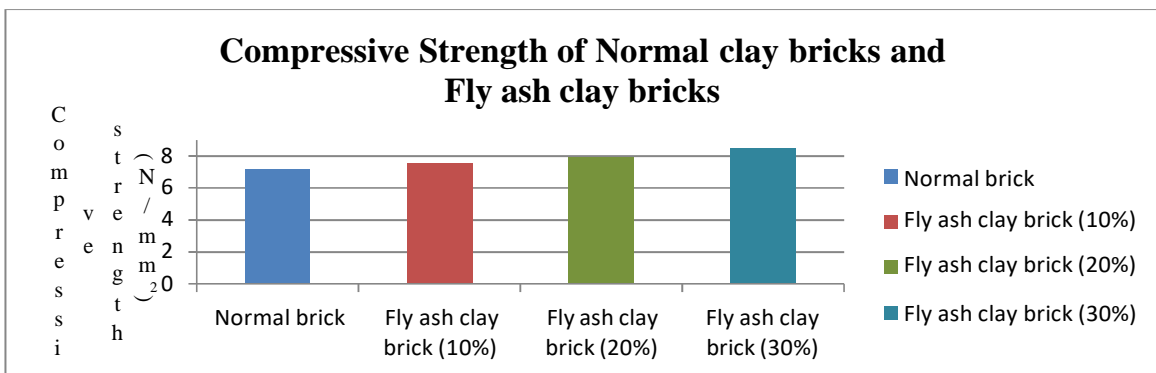 Compressive Strength of Normal clay bricks and
Fly ash clay bricks
Compressi
ve
strength
(N/mm²)
8
6
4
2
0
Normal brick
Fly ash clay
brick (10%)
Fly ash clay
brick (20%)
Fly ash clay
brick (30%)
Normal brick
Fly ash clay brick (10%)
Fly ash clay brick (20%)
Fly ash clay brick (30%)